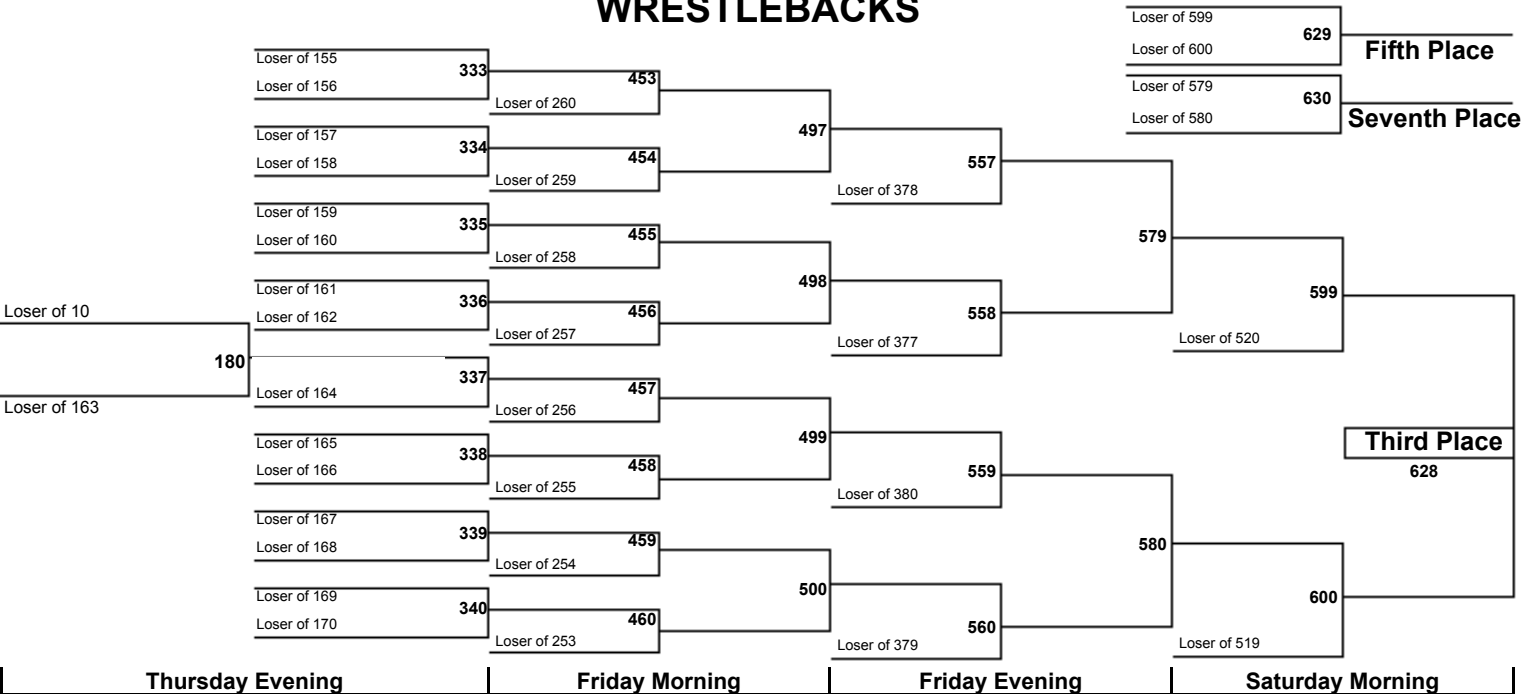 WRESTLEBACKS
Loser of 599
629
Loser of 600
Fifth Place
Loser of 579
630
Loser of 580
Seventh Place
Loser of 10
180
Loser of 163
Loser of 155
333
Loser of 156
Loser of 157
334
Loser of 158
Loser of 159
335
Loser of 160
Loser of 161
336
Loser of 162
337
Loser of 164
Loser of 165
338
Loser of 166
Loser of 167
339
Loser of 168
Loser of 169
340
Loser of 170
453
Loser of 260
454
Loser of 259
455
Loser of 258
456
Loser of 257
457
Loser of 256
458
Loser of 255
459
Loser of 254
460
Loser of 253
497
498
499
500
557
Loser of 378
558
Loser of 377
559
Loser of 380
560
Loser of 379
579
580
599
Loser of 520
600
Loser of 519
Third Place
628
Thursday Evening
Friday Morning
Friday Evening
Saturday Morning